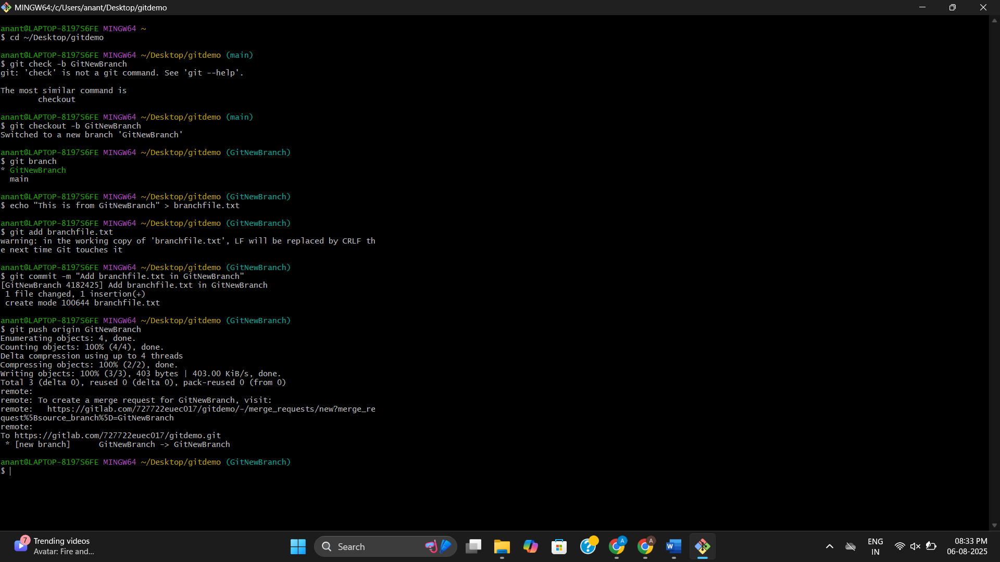 MINGW64:/c/Users/anant/Desktop/gitdemo
anant@LAPTOP-8197S6FE MINGW64 ~
$ cd ~/Desktop/gitdemo
anant@LAPTOP-8197S6FE MINGW64 ~/Desktop/gitdemo (main)
$ git check -b GitNewBranch
git: 'check' is not a git command. See 'git --help'.
The most similar command is
checkout
anant@LAPTOP-8197S6FE MINGW64 ~/Desktop/gitdemo (main)
$ git checkout -b GitNewBranch
Switched to a new branch 'GitNewBranch'
anant@LAPTOP-8197S6FE MINGW64 ~/Desktop/gitdemo (GitNewBranch)
$ git branch
* GitNewBranch
main
anant@LAPTOP-8197S6FE MINGW64 ~/Desktop/gitdemo (GitNewBranch)
$ echo "This is from GitNewBranch" > branchfile.txt
anant@LAPTOP-8197S6FE MINGW64 ~/Desktop/gitdemo (GitNewBranch)
$ git add branchfile.txt
warning: in the working copy of 'branchfile.txt', LF will be replaced by CRLF th
e next time Git touches it
anant@LAPTOP-8197S6FE MINGW64 ~/Desktop/gitdemo (GitNewBranch)
$ git commit -m "Add branchfile.txt in GitNewBranch"
[GitNewBranch 4182425] Add branchfile.txt in GitNewBranch
1 file changed, 1 insertion(+)
create mode 100644 branchfile.txt
anant@LAPTOP-8197S6FE MINGW64 ~/Desktop/gitdemo (GitNewBranch)
$ git push origin GitNewBranch
Enumerating objects: 4, done.
Counting objects: 100% (4/4), done.
Delta compression using up to 4 threads
Compressing objects: 100% (2/2), done.
Writing objects: 100% (3/3), 403 bytes | 403.00 KiB/s, done.
Total 3 (delta 0), reused 0 (delta 0), pack-reused 0 (from 0)
remote:
remote: To create a merge request for GitNewBranch, visit:
remote:   https://gitlab.com/727722euec017/gitdemo/-/merge_requests/new?merge_re
quest%5Bsource_branch%5D=GitNewBranch
remote:
To https://gitlab.com/727722euec017/gitdemo.git
* [new branch]      GitNewBranch -> GitNewBranch
anant@LAPTOP-8197S6FE MINGW64 ~/Desktop/gitdemo (GitNewBranch)
$
7
Trending videos
Avatar: Fire and...
Search
A
A
W
ENG
IN
08:33 PM
06-08-2025